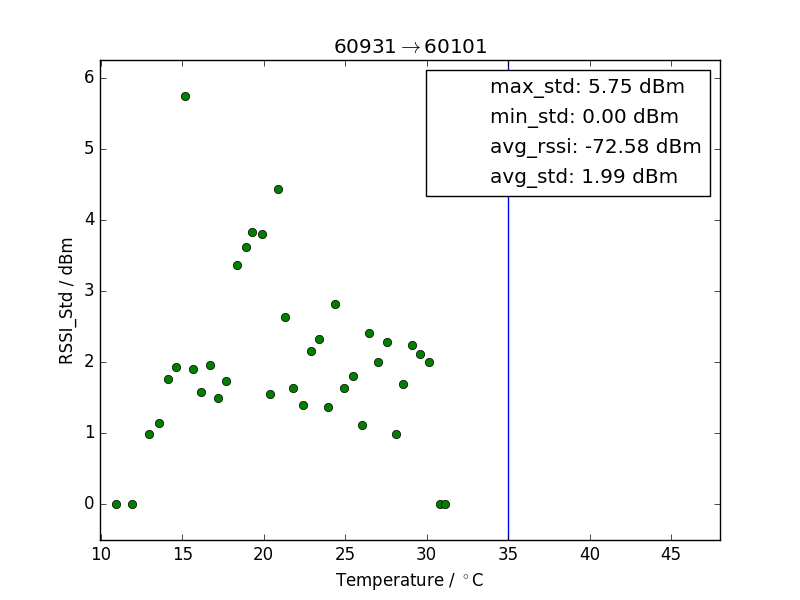 60931→60101
max_std: 5.75 dBm
min_std: 0.00 dBm
avg_rssi: -72.58 dBm
avg_std: 1.99 dBm
RSSI_Std / dBm
6
5
4
3
2
1
0
10 15 20 25 30 35 40 45
Temperature / °C